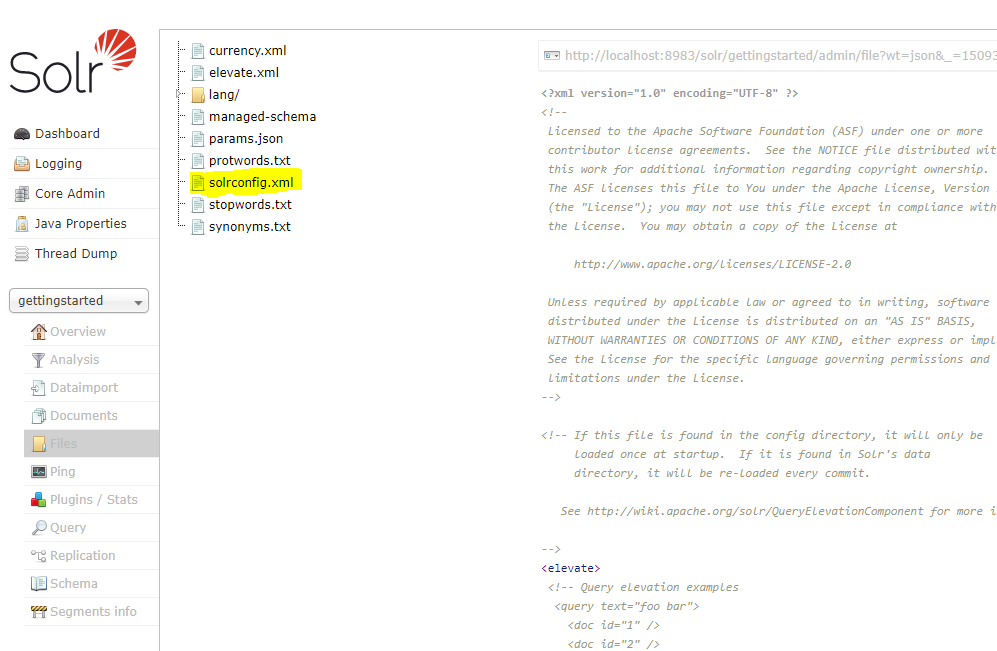 Solr
Dashboard
Logging
Core Admin
Java Properties
Thread Dump
gettingstarted
Overview
Analysis
Dataimport
Documents
Files
Ping
Plugins / Stats
Query
Replication
Schema
Segments info
currency.xml
elevate.xml
lang/
managed-schema
params.json
protwords.txt
solrconfig.xml
stopwords.txt
synonyms.txt
http://localhost:8983/solr/gettingstarted/admin/file?wt=json&_=15093
<?xml version="1.0" encoding="UTF-8" ?>
<!--
Licensed to the Apache Software Foundation (ASF) under one or more
contributor license agreements.  See the NOTICE file distributed wit
this work for additional information regarding copyright ownership.
The ASF licenses this file to You under the Apache License, Version
(the "License"); you may not use this file except in compliance with
the License.  You may obtain a copy of the License at
http://www.apache.org/licenses/LICENSE-2.0
Unless required by applicable law or agreed to in writing, software
distributed under the License is distributed on an "AS IS" BASIS,
WITHOUT WARRANTIES OR CONDITIONS OF ANY KIND, either express or impl
See the License for the specific language governing permissions and
limitations under the License.
-->
<!-- If this file is found in the config directory, it will only be
loaded once at startup.  If it is found in Solr's data
directory, it will be re-loaded every commit.
See http://wiki.apache.org/solr/QueryElevationComponent for more i
-->
<elevate>
<!-- Query elevation examples
<query text="foo bar">
<doc id="1" />
<doc id="2" />